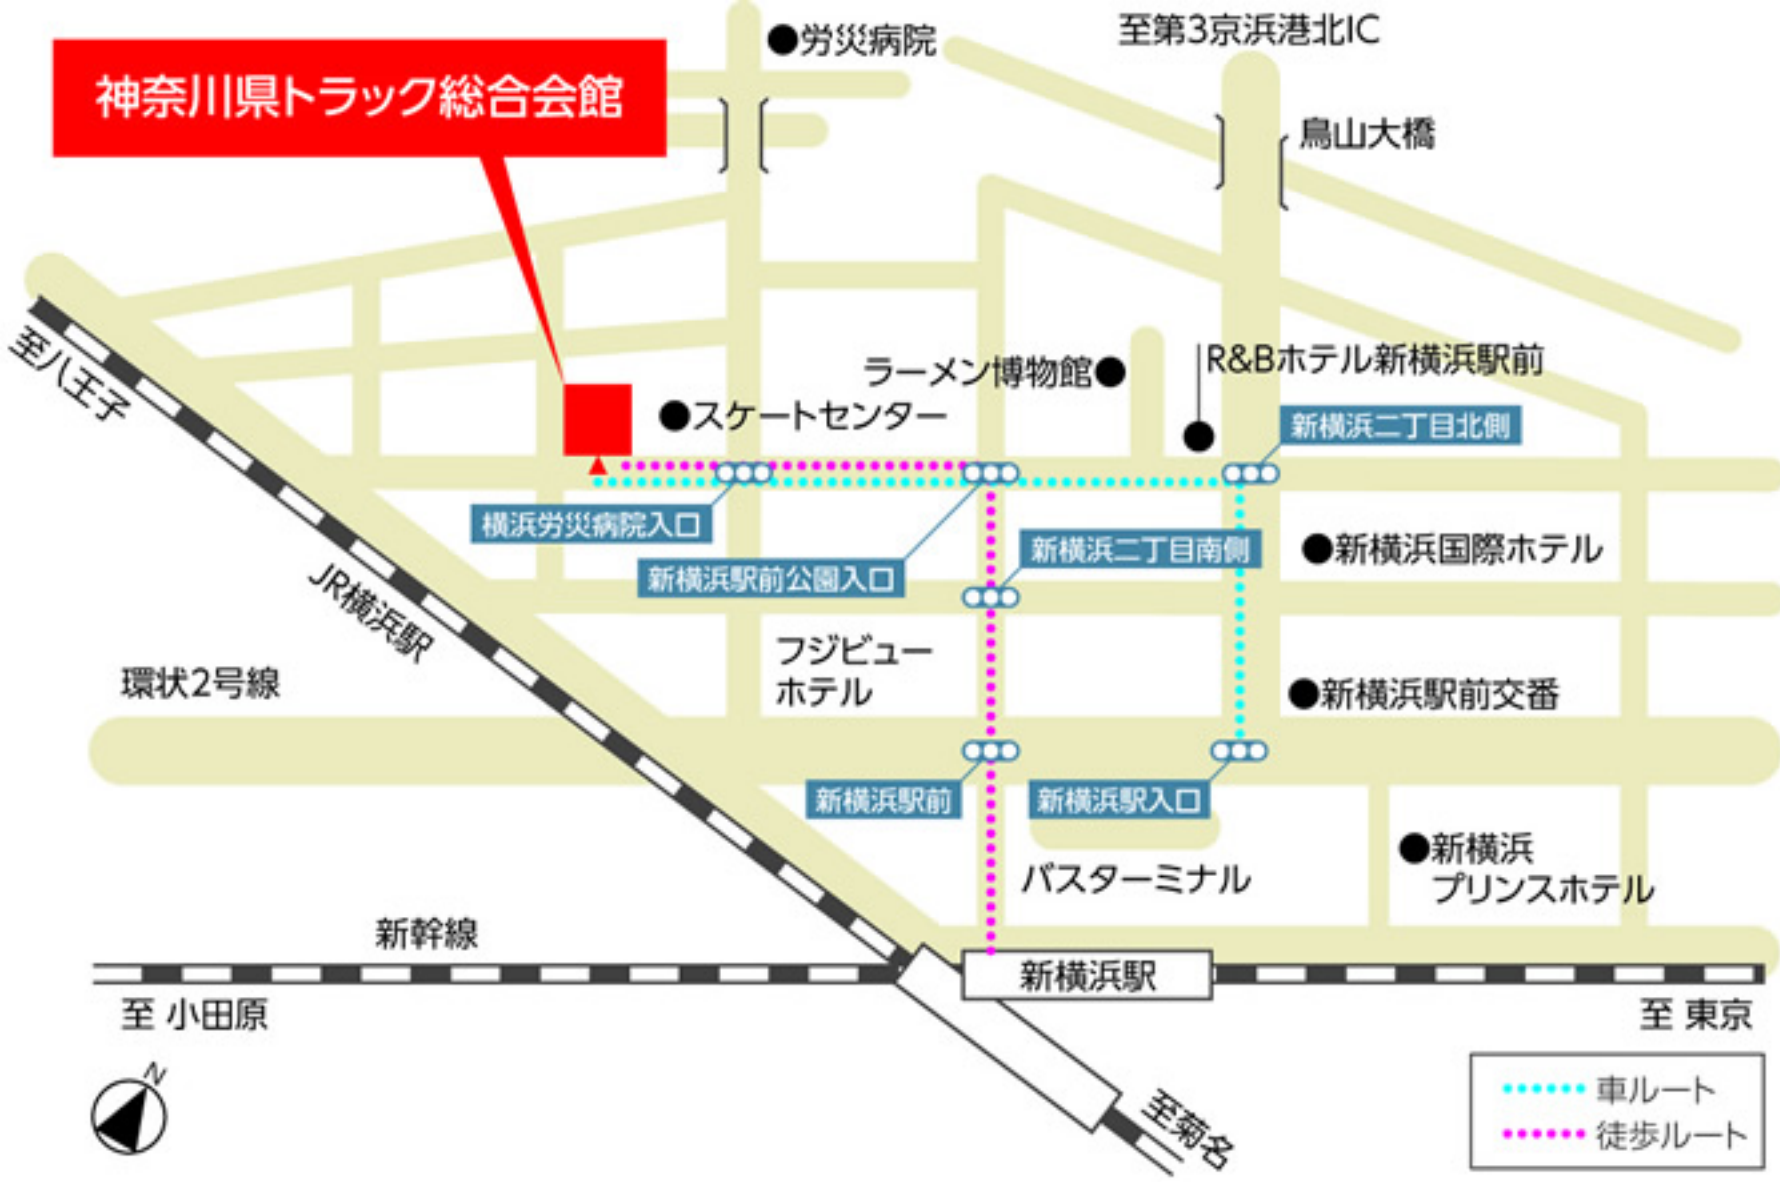 ●労災病院
至第3京浜港北IC
神奈川県トラック総合会館
鳥山大橋
至八王子
ラーメン博物館●
R&Bホテル新横浜駅前
●スケートセンター
新横浜二丁目北側
横浜労災病院入口
新横浜駅前公園入口
新横浜二丁目南側
●新横浜国際ホテル
JR横浜駅
フジビュー
ホテル
環状2号線
●新横浜駅前交番
新横浜駅前
新横浜駅入口
バスターミナル
●新横浜
プリンスホテル
新幹線
新横浜駅
至 小田原
至 東京
N
至菊名
車ルート
徒歩ルート